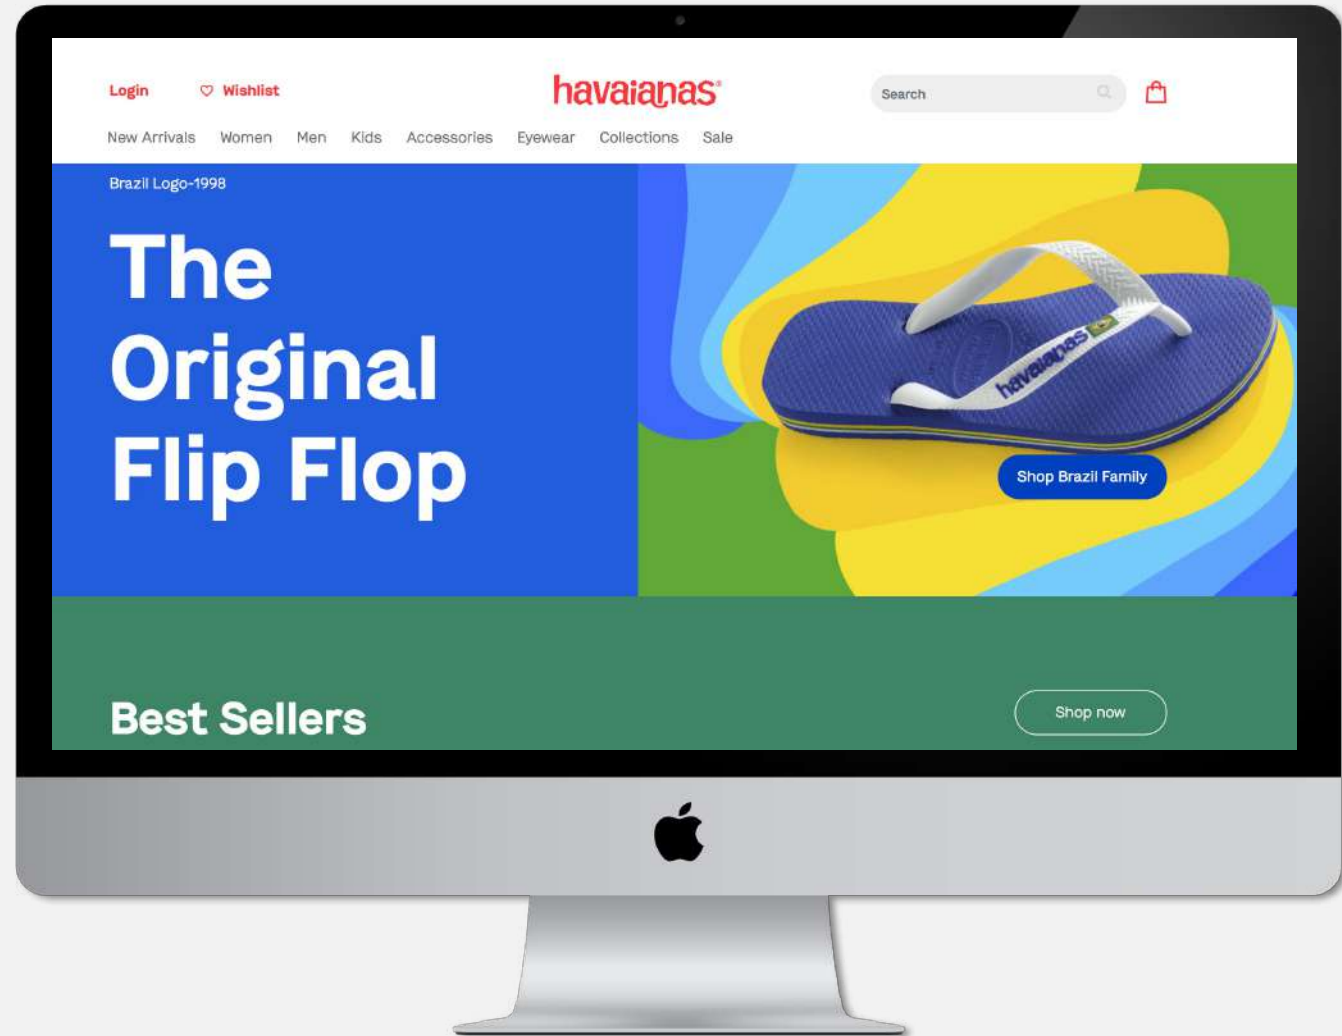 Login
Wishlist
havaianas®
Search
New Arrivals Women Men Kids Accessories Eyewear Collections Sale
Brazil Logo-1998
The
Original
Flip Flop
havaianas
Shop Brazil Family
Best Sellers
Shop now